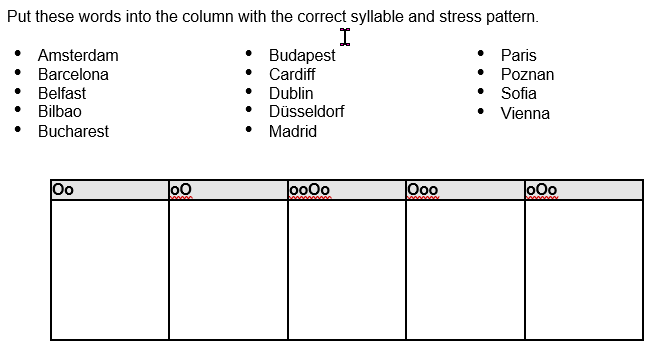 Put these words into the column with the correct syllable and stress pattern.
• Amsterdam
• Barcelona
• Belfast
• Bilbao
• Bucharest
• Budapest
• Cardiff
• Dublin
• Düsseldorf
• Madrid
• Paris
• Poznan
• Sofia
• Vienna
Oo oO ooOo Ooo oOo